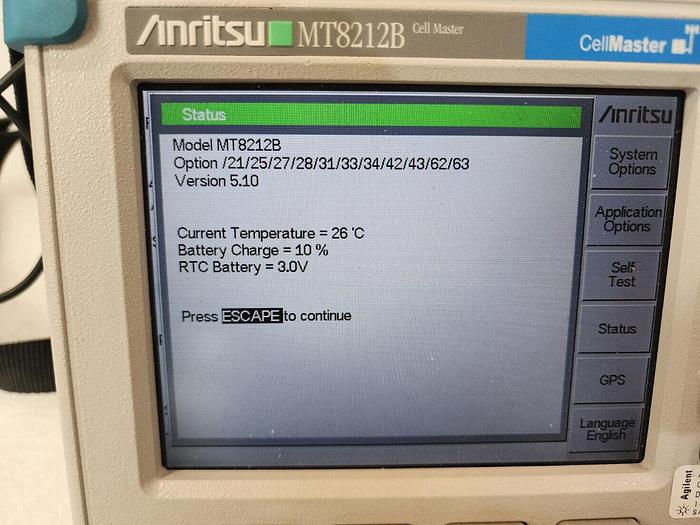 Anritsu MT8212B Cell Master
CellMaster
Status
Model MT8212B
Option /21/25/27/28/31/33/34/42/43/62/63
Version 5.10
Current Temperature = 26 'C
Battery Charge = 10 %
RTC Battery = 3.0V
Press ESCAPE to continue
Anritsu
System
Options
Application
Options
Self
Test
Status
GPS
Language
English
Agilent